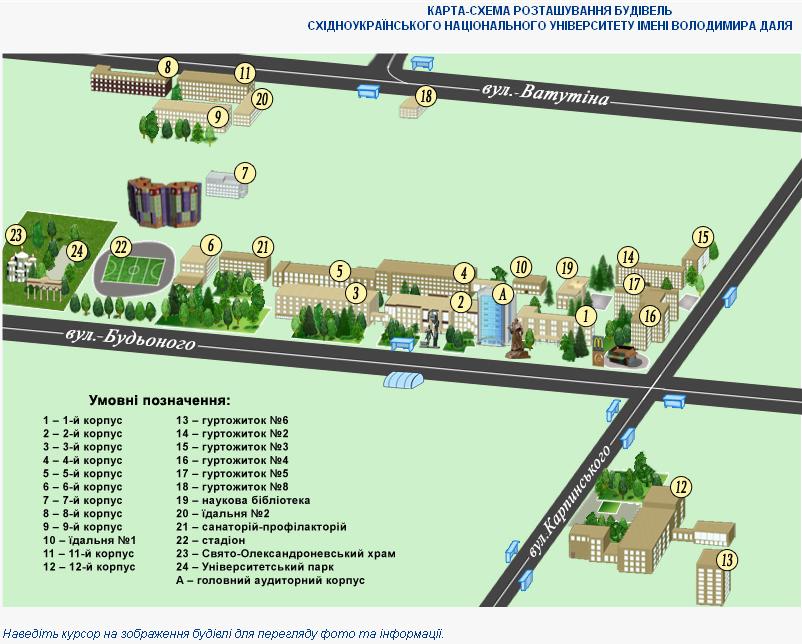 КАРТА-СХЕМА РОЗТАШУВАННЯ БУДІВЕЛЬ
СХІДНОУКРАЇНСЬКОГО НАЦІОНАЛЬНОГО УНІВЕРСИТЕТУ ІМЕНІ ВОЛОДИМИРА ДАЛЯ
8
11
20
9
18
вул.-Ватутіна
7
23
24
22
6
21
5
3
4
2
А
10
19
1
14
17
16
15
вул.-Будьоного
вул.Карпинського
12
13
Умовні позначення:
1 – 1-й корпус
2 – 2-й корпус
3 – 3-й корпус
4 – 4-й корпус
5 – 5-й корпус
6 – 6-й корпус
7 – 7-й корпус
8 – 8-й корпус
9 – 9-й корпус
10 – їдальня №1
11 – 11-й корпус
12 – 12-й корпус
13 – гуртожиток №6
14 – гуртожиток №2
15 – гуртожиток №3
16 – гуртожиток №4
17 – гуртожиток №5
18 – гуртожиток №8
19 – наукова бібліотека
20 – їдальня №2
21 – санаторій-профілакторій
22 – стадіон
23 – Свято-Олександроневський храм
24 – Університетський парк
А – головний аудиторний корпус
Наведіть курсор на зображення будівлі для перегляду фото та інформації.